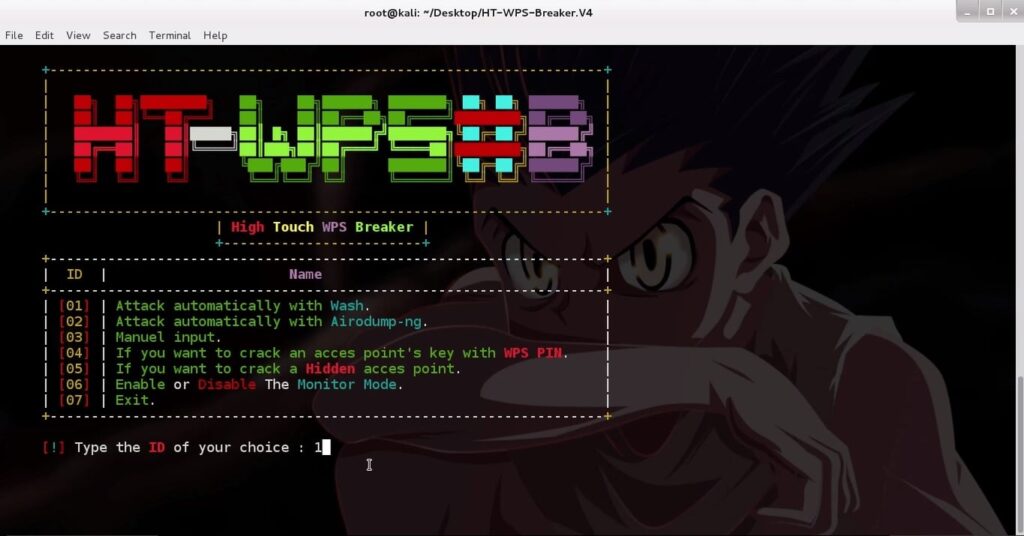 root@kali: ~/Desktop/HT-WPS-Breaker.V4
File Edit View Search Terminal Help
HT-WPS#B
| High Touch WPS Breaker |
| ID | Name |
| [01] | Attack automatically with Wash.
| [02] | Attack automatically with Airodump-ng.
| [03] | Manuel input.
| [04] | If you want to crack an acces point's key with WPS PIN.
| [05] | If you want to crack a Hidden acces point.
| [06] | Enable or Disable The Monitor Mode.
| [07] | Exit.
[!] Type the ID of your choice : 1